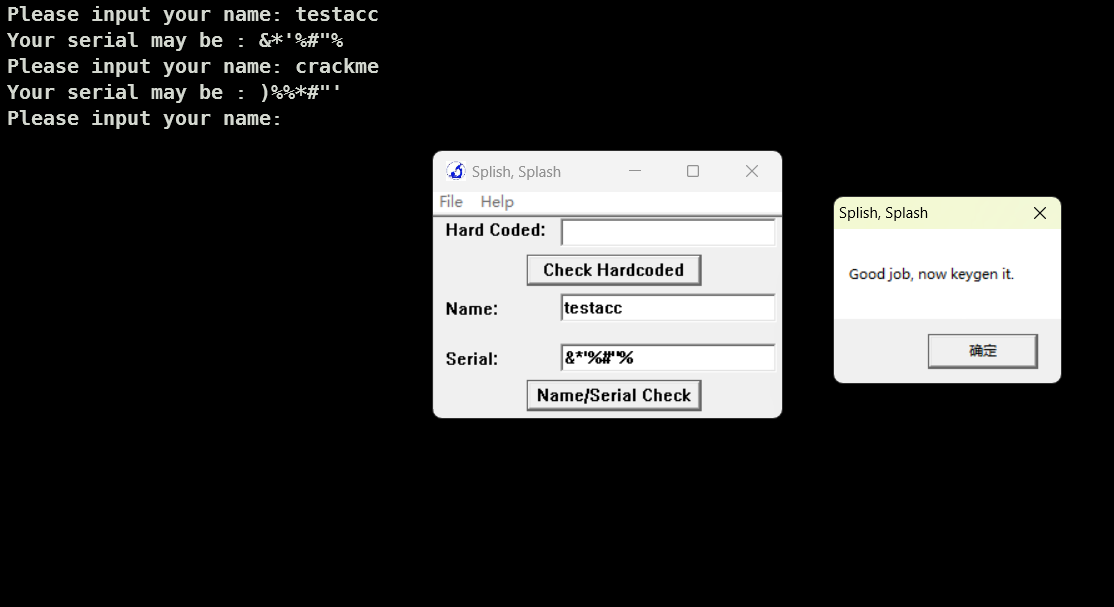 Please input your name: testacc
Your serial may be : &*'%#"%
Please input your name: crackme
Your serial may be : )%%*#"'
Please input your name:
Splish, Splash
File Help
Hard Coded:
Check Hardcoded
Name: testacc
Serial: &*'%#"%
Name/Serial Check
Splish, Splash
Good job, now keygen it.
确定